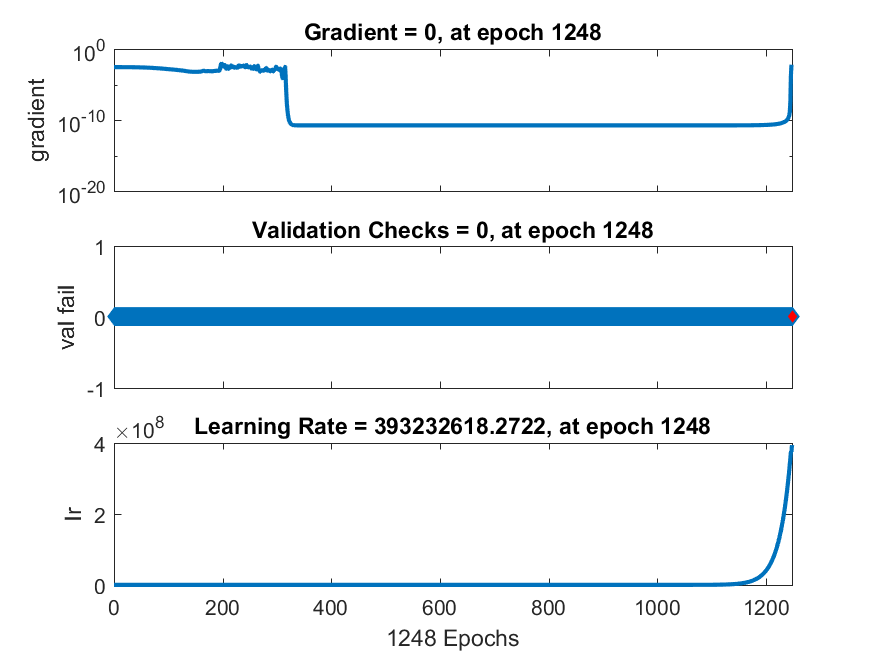 Gradient = 0, at epoch 1248
10^0
10^-10
10^-20
gradient
Validation Checks = 0, at epoch 1248
1
0
-1
val fail
Learning Rate = 393232618.2722, at epoch 1248
×10^8
4
2
0
lr
0 200 400 600 800 1000 1200
1248 Epochs